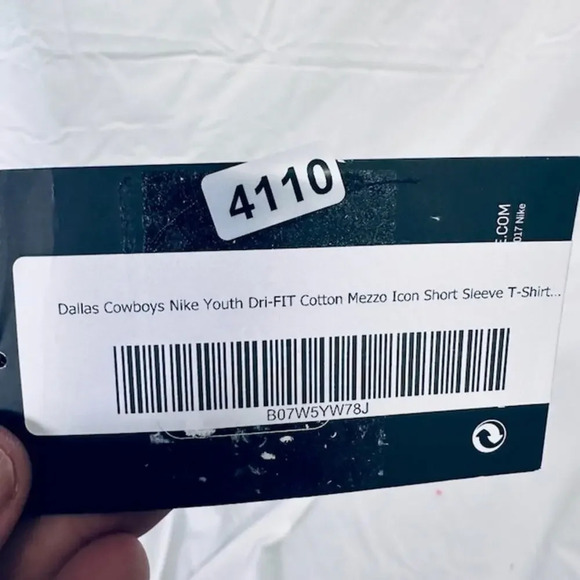 4110
E.COM
017 Nike
Dallas Cowboys Nike Youth Dri-FIT Cotton Mezzo Icon Short Sleeve T-Shirt...
B07W5YW78J